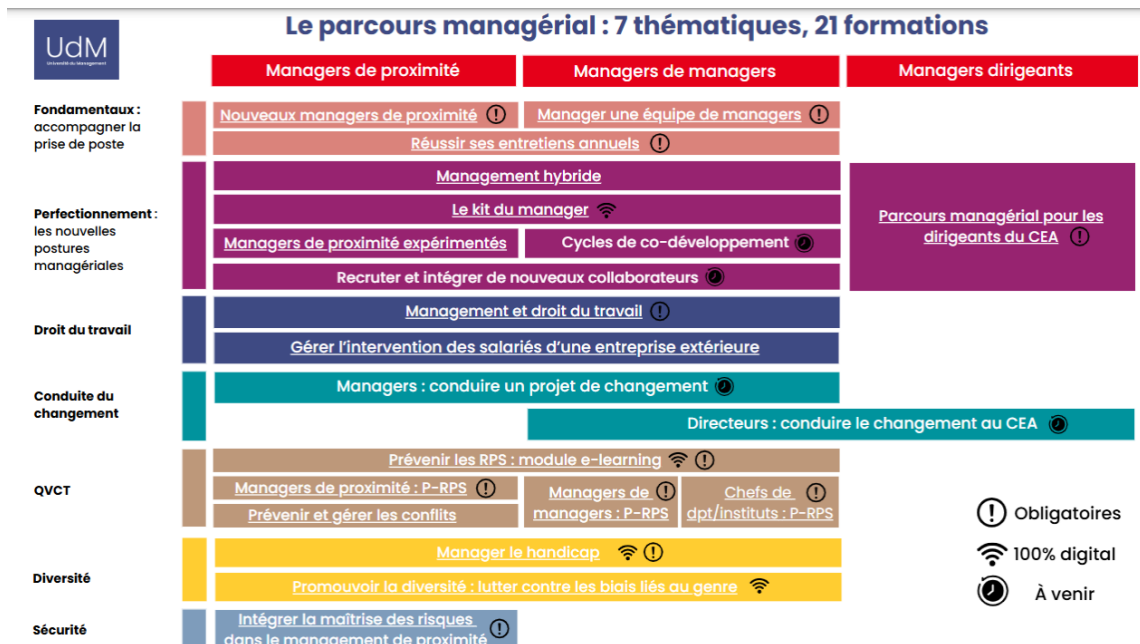 Le parcours managérial : 7 thématiques, 21 formations
UdM
Université du Management
Managers de proximité
Managers de managers
Managers dirigeants
Fondamentaux :
accompagner la
prise de poste
Nouveaux managers de proximité
Manager une équipe de managers
Réussir ses entretiens annuels
Perfectionnement :
les nouvelles
postures
managériales
Management hybride
Le kit du manager
Managers de proximité expérimentés
Cycles de co-développement
Recruter et intégrer de nouveaux collaborateurs
Parcours managérial pour les
dirigeants du CEA
Droit du travail
Management et droit du travail
Gérer l'intervention des salariés d'une entreprise extérieure
Conduite du
changement
Managers : conduire un projet de changement
Directeurs : conduire le changement au CEA
QVCT
Prévenir les RPS : module e-learning
Managers de proximité : P-RPS
Prévenir et gérer les conflits
Managers de
managers : P-RPS
Chefs de
dpt/instituts : P-RPS
Diversité
Manager le handicap
Promouvoir la diversité : lutter contre les biais liés au genre
Sécurité
Intégrer la maîtrise des risques
dans le management de proximité
Obligatoires
100% digital
À venir